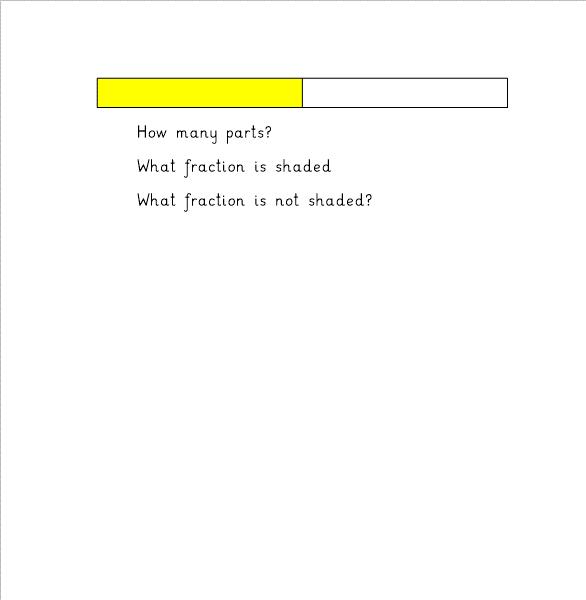 How many parts?
What fraction is shaded
What fraction is not shaded?